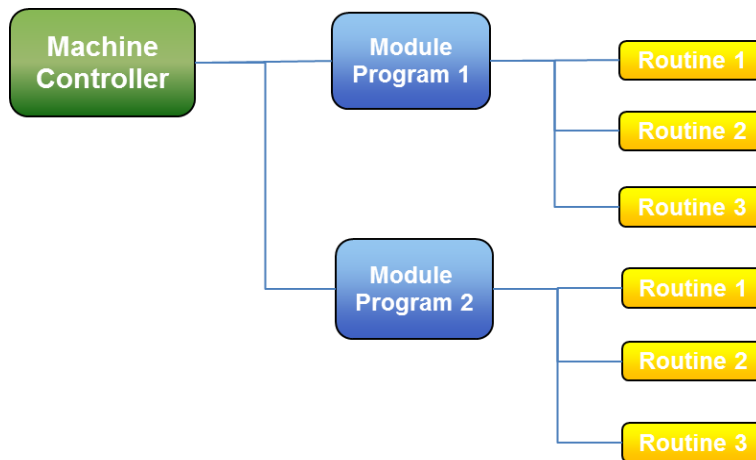 Machine
Controller
Module
Program 1
Routine 1
Routine 2
Routine 3
Module
Program 2
Routine 1
Routine 2
Routine 3